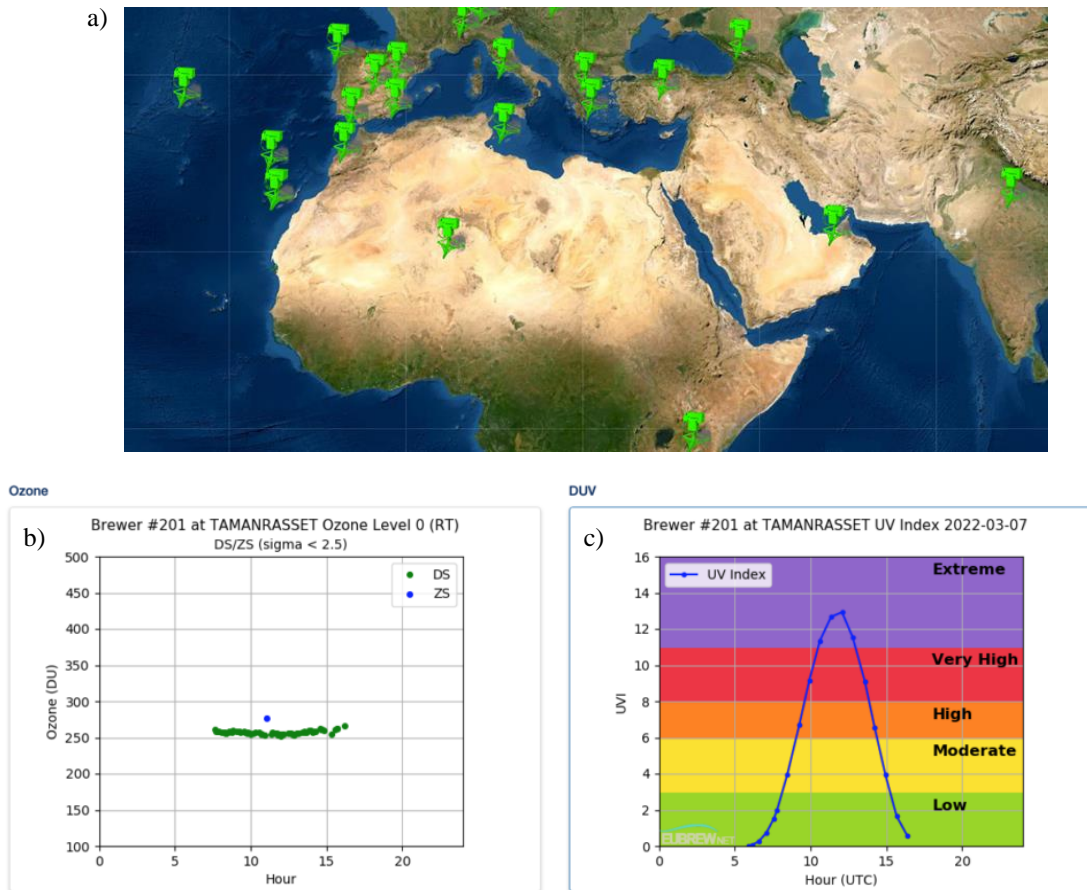 a)
Ozone
b)
Brewer #201 at TAMANRASSET Ozone Level 0 (RT)
DS/ZS (sigma < 2.5)
DS
ZS
500
450
400
350
300
250
200
150
100
Ozone (DU)
0 5 10 15 20
Hour
DUV
c)
Brewer #201 at TAMANRASSET UV Index 2022-03-07
UV Index
Extreme
Very High
High
Moderate
Low
16
14
12
10
8
6
4
2
0
UVI
EUBREWNET
0 5 10 15 20
Hour (UTC)